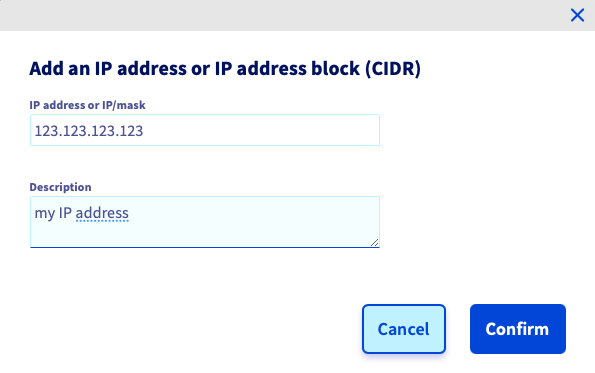 Add an IP address or IP address block (CIDR)
IP address or IP/mask
123.123.123.123
Description
my IP address
Cancel
Confirm